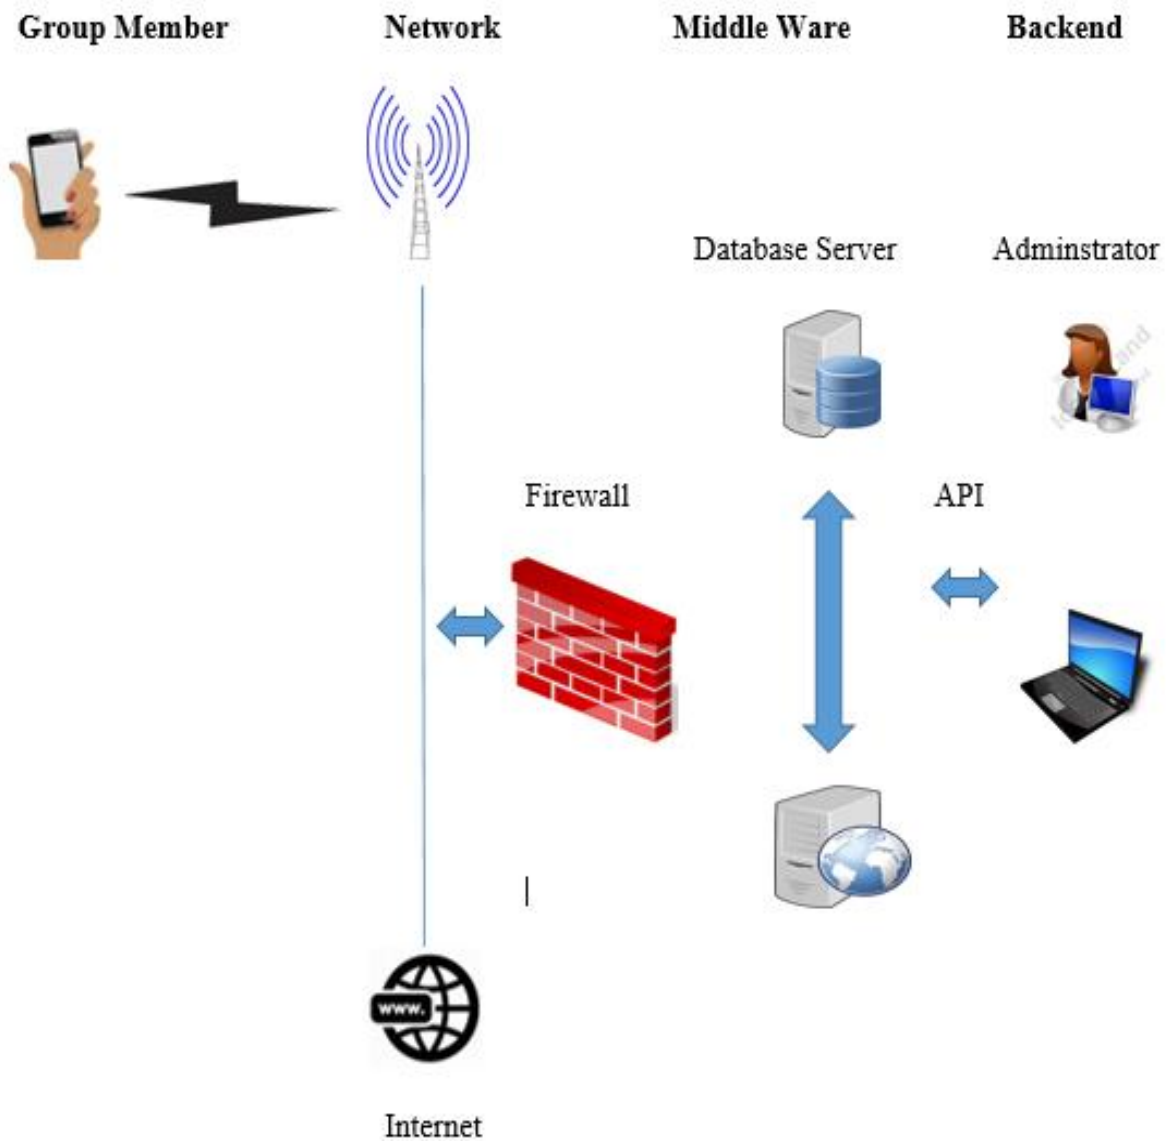 Group Member Network Middle Ware Backend
Database Server Adminstrator
Firewall API
www.
Internet